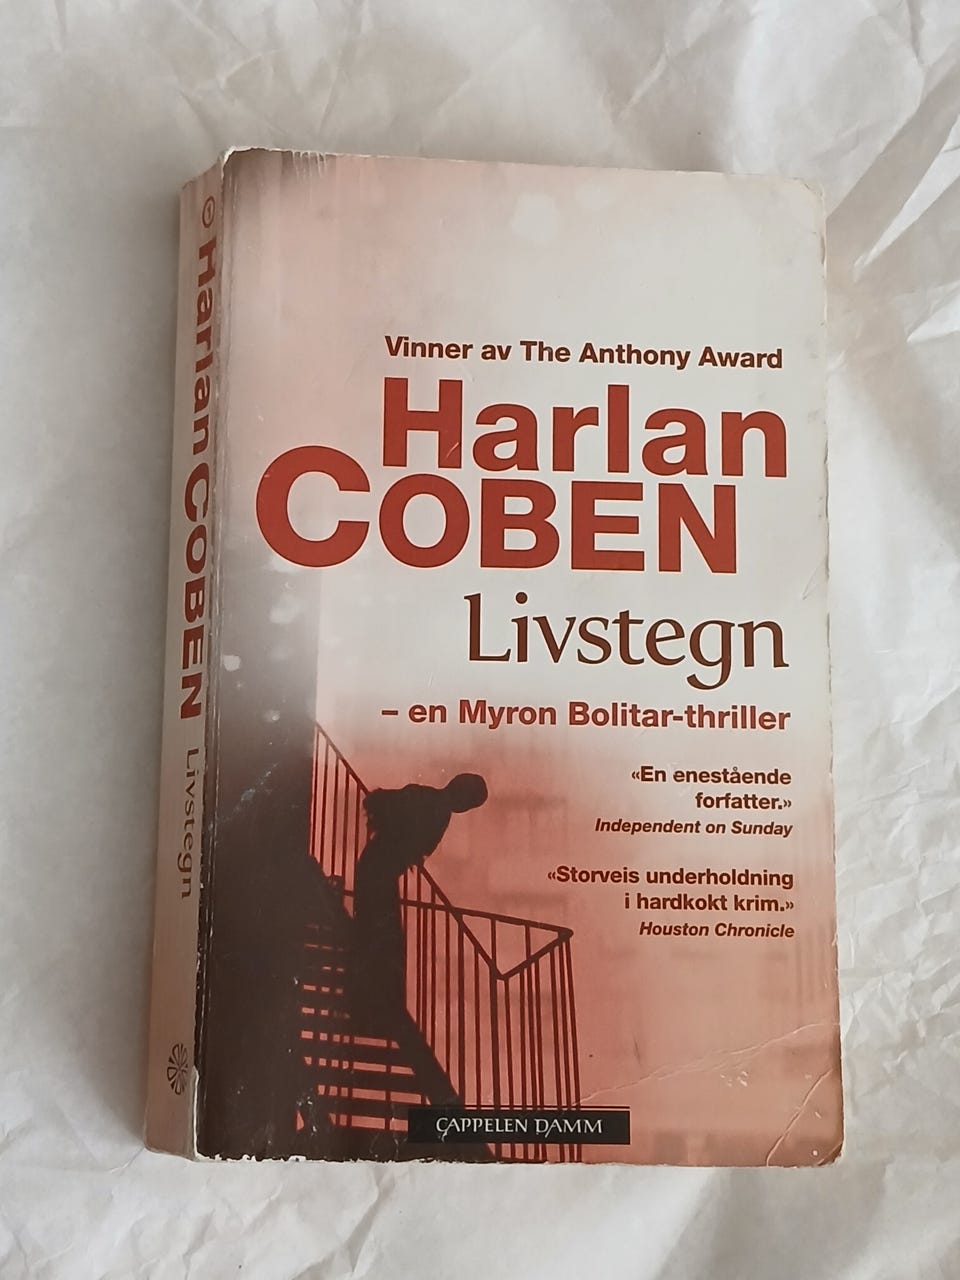 Harlan COBEN Livstegn
Vinner av The Anthony Award
Harlan
COBEN
Livstegn
– en Myron Bolitar-thriller
«En enestående
forfatter.»
Independent on Sunday
«Storveis underholdning
i hardkokt krim.»
Houston Chronicle
CAPPELEN DAMM